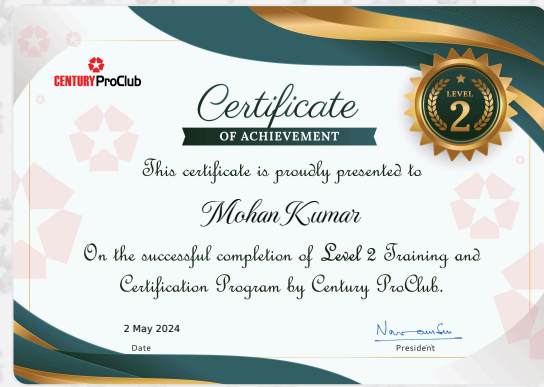 CENTURY ProClub
LEVEL
2
Certificate
OF ACHIEVEMENT
This certificate is proudly presented to
Mohan Kumar
On the successful completion of Level 2 Training and
Certification Program by Century ProClub.
2 May 2024
Date
President